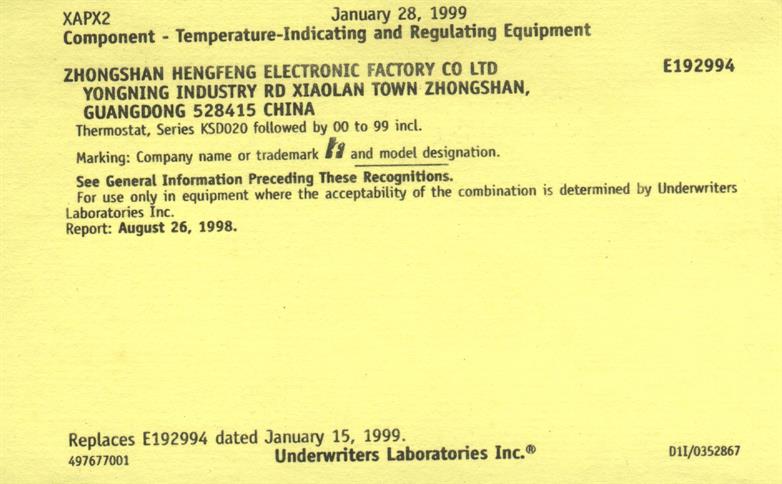 XAPX2
January 28, 1999
Component - Temperature-Indicating and Regulating Equipment
ZHONGSHAN HENGFENG ELECTRONIC FACTORY CO LTD
E192994
YONGNING INDUSTRY RD XIAOLAN TOWN ZHONGSHAN,
GUANGDONG 528415 CHINA
Thermostat, Series KSD020 followed by 00 to 99 incl.
Marking: Company name or trademark and model designation.
See General Information Preceding These Recognitions.
For use only in equipment where the acceptability of the combination is determined by Underwriters
Laboratories Inc.
Report: August 26, 1998.
Replaces E192994 dated January 15, 1999.
497677001
Underwriters Laboratories Inc.®
D1I/0352867